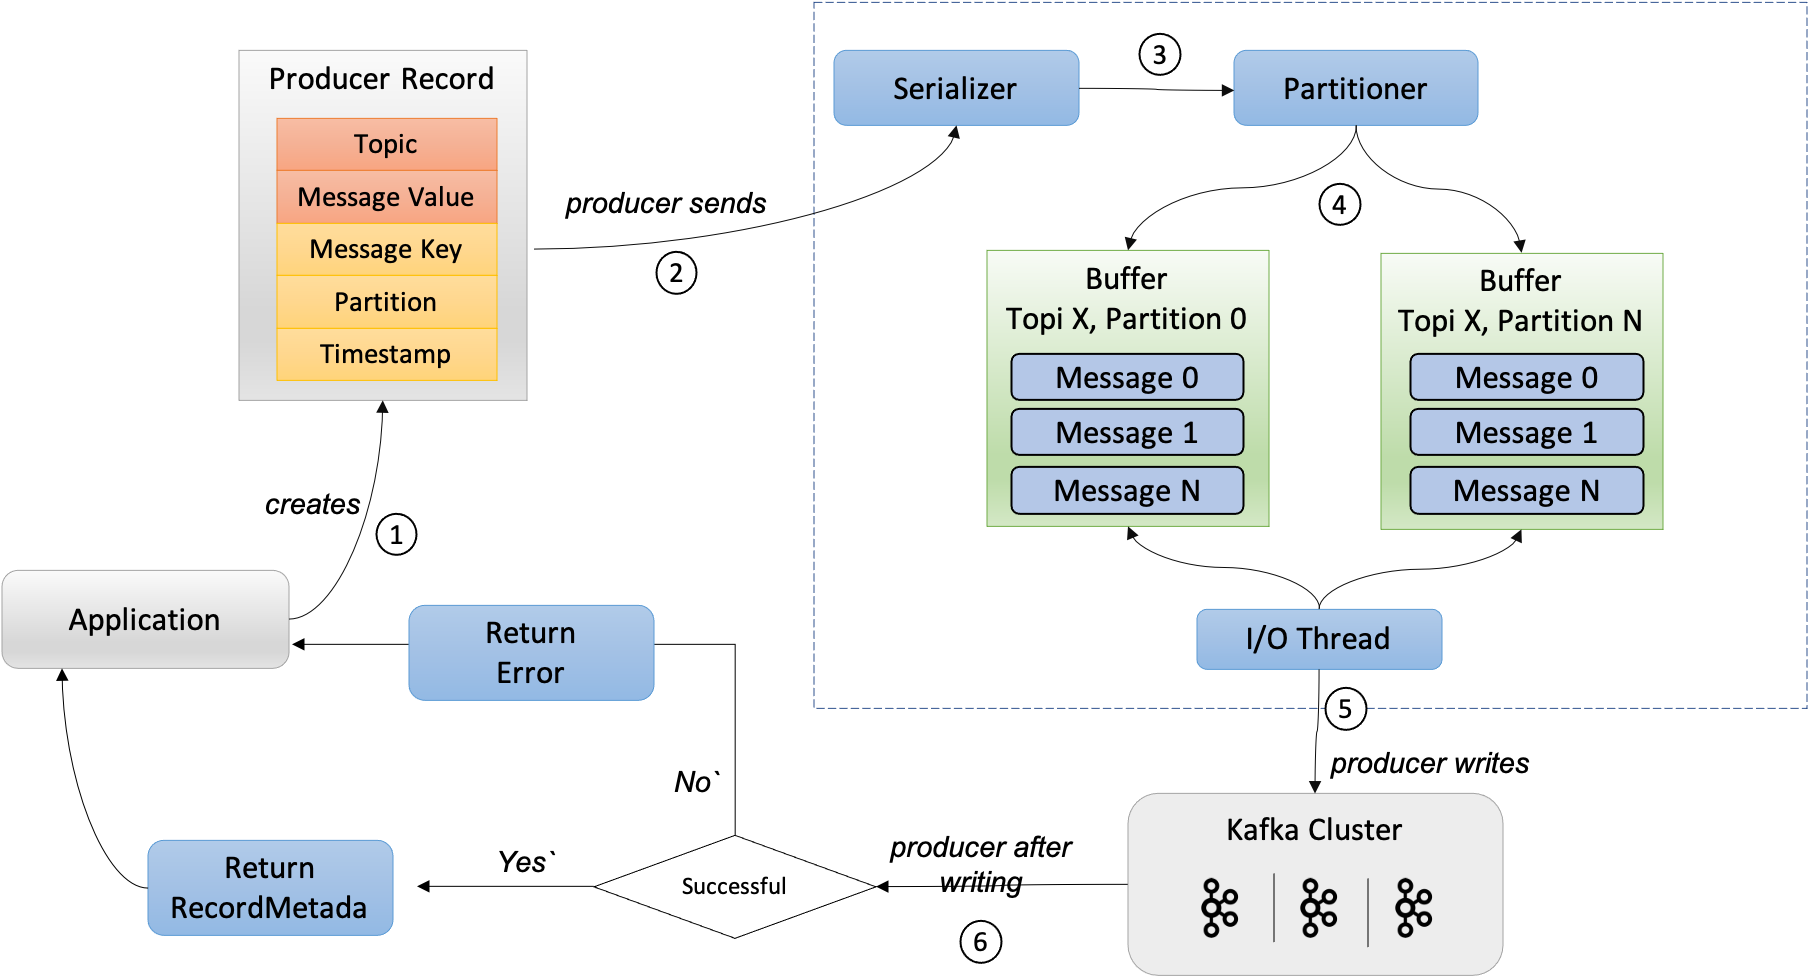 Producer Record
Topic
Message Value
Message Key
Partition
Timestamp
creates
1
Application
producer sends
2
Serializer
3
Partitioner
4
Buffer
Topi X, Partition 0
Message 0
Message 1
Message N
Buffer
Topi X, Partition N
Message 0
Message 1
Message N
I/O Thread
5
producer writes
Kafka Cluster
producer after
writing
6
Successful
No`
Return
Error
Yes`
Return
RecordMetada